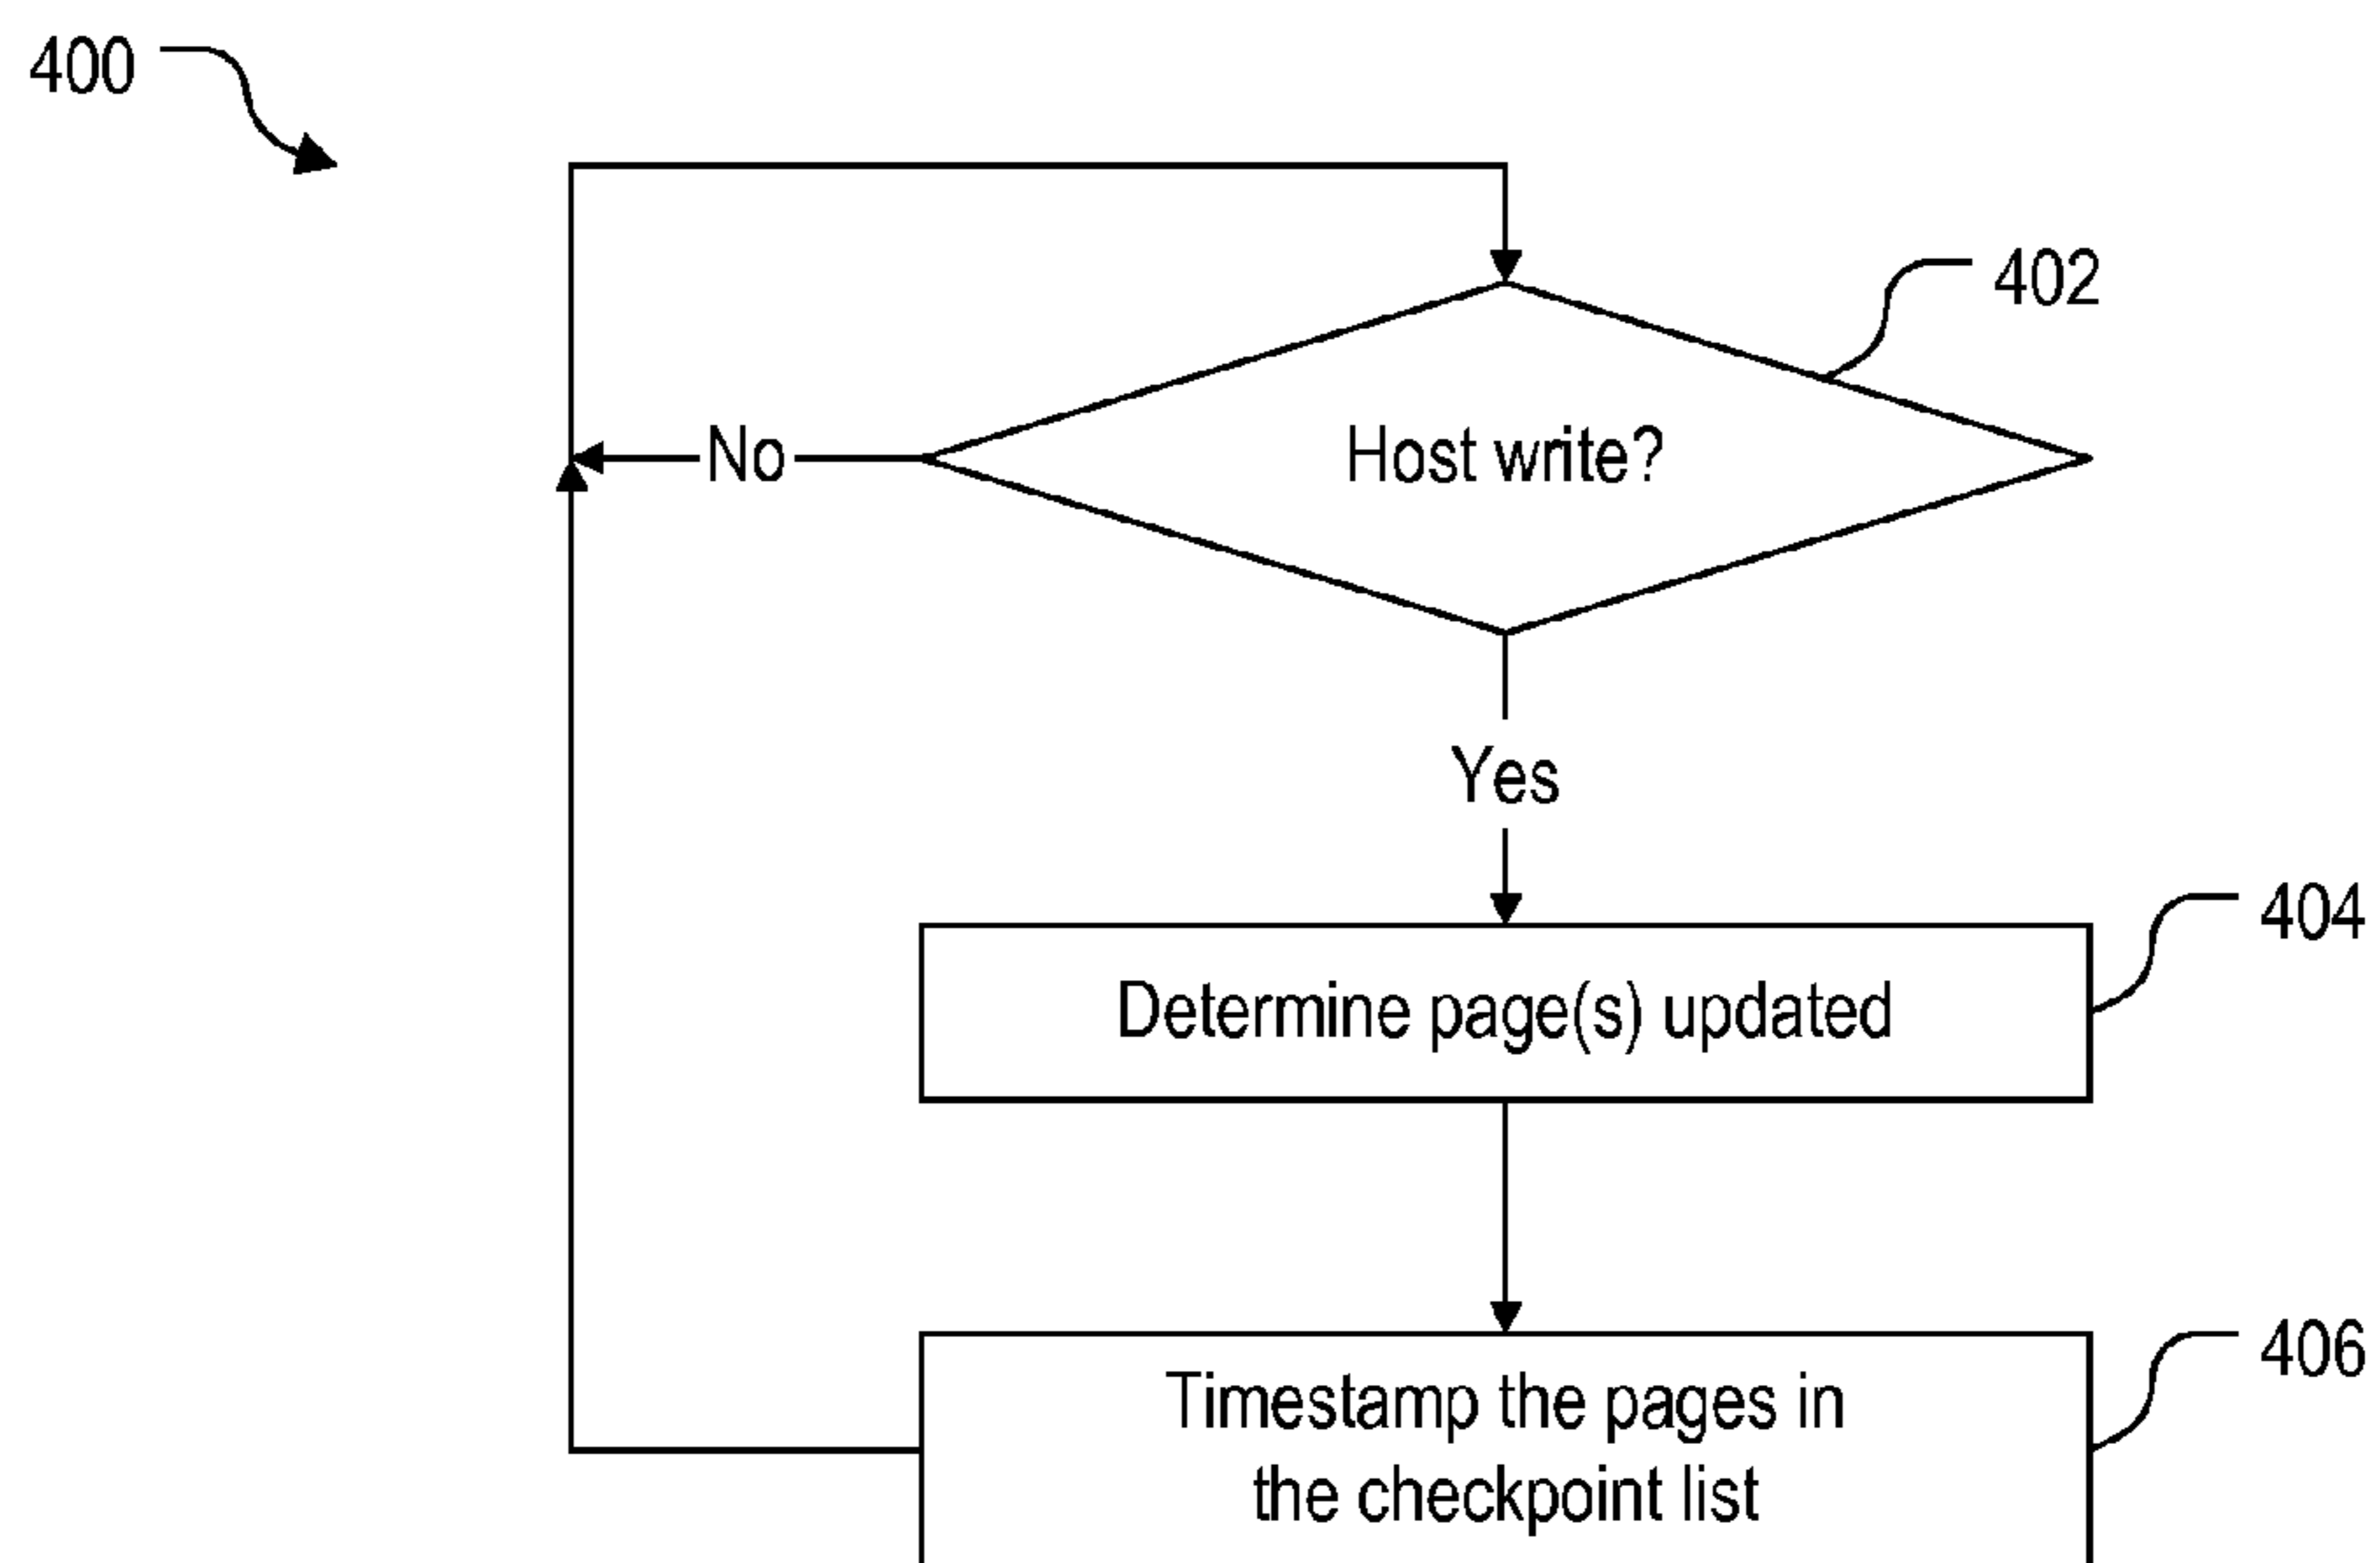 400
402
Host write?
No
Yes
404
Determine page(s) updated
406
Timestamp the pages in
the checkpoint list